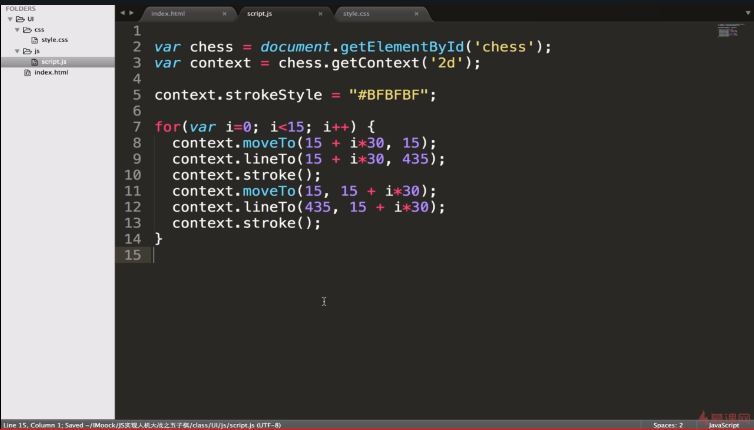 FOLDERS
UI
css
style.css
js
script.js
index.html
index.html ×
script.js ×
style.css ×
1
2 var chess = document.getElementById('chess');
3 var context = chess.getContext('2d');
4
5 context.strokeStyle = "#BFBFBF";
6
7 for(var i=0; i<15; i++) {
8 context.moveTo(15 + i*30, 15);
9 context.lineTo(15 + i*30, 435);
10 context.stroke();
11 context.moveTo(15, 15 + i*30);
12 context.lineTo(435, 15 + i*30);
13 context.stroke();
14 }
15
慕课网
Line 15, Column 1; Saved ~/iMoock/JS实现人机大战之五子棋/class/UI/js/script.js (UTF-8)
Spaces: 2
JavaScript